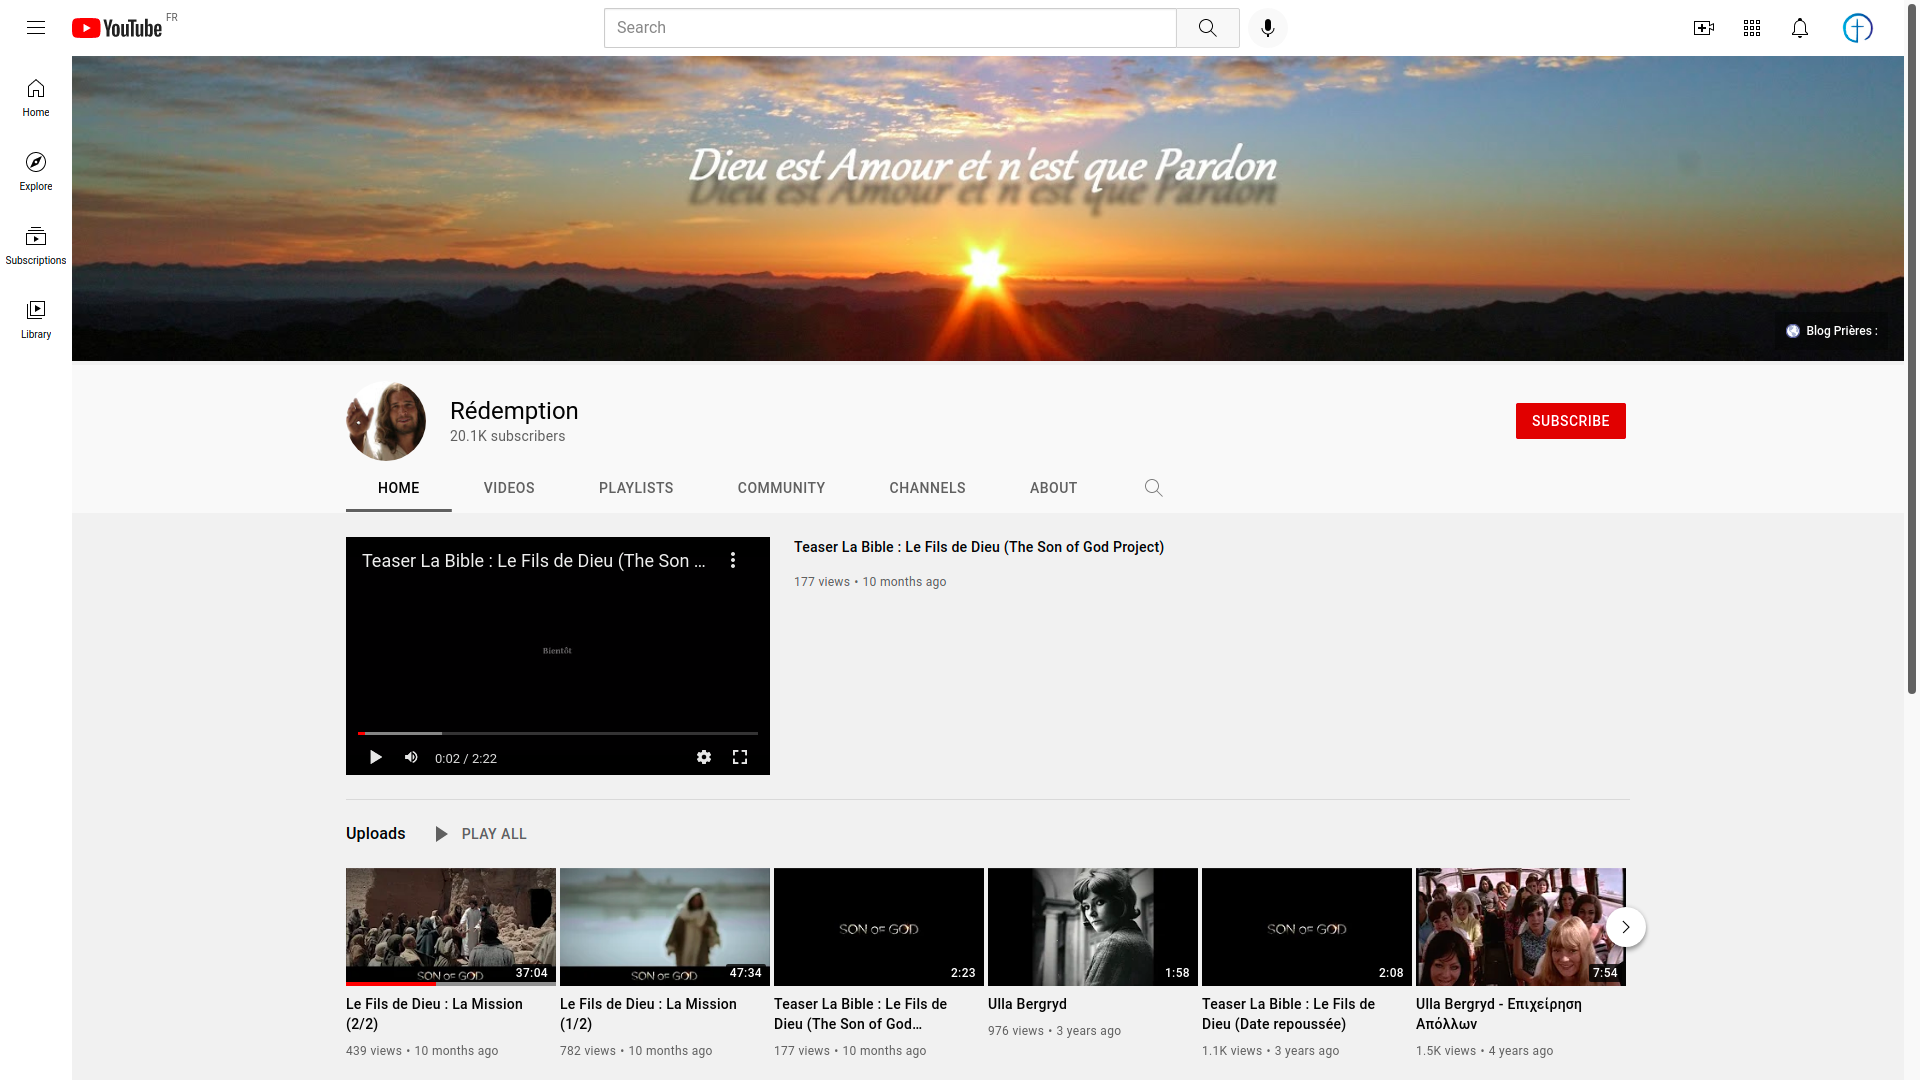 YouTube FR
Search
Home
Explore
Subscriptions
Library
Dieu est Amour et n'est que Pardon
Blog Prières :
Rédemption
20.1K subscribers
SUBSCRIBE
HOME VIDEOS PLAYLISTS COMMUNITY CHANNELS ABOUT
Teaser La Bible : Le Fils de Dieu (The Son ...
Bientôt
0:02 / 2:22
Teaser La Bible : Le Fils de Dieu (The Son of God Project)
177 views • 10 months ago
Uploads PLAY ALL
SON OF GOD 37:04
Le Fils de Dieu : La Mission
(2/2)
439 views • 10 months ago
SON OF GOD 47:34
Le Fils de Dieu : La Mission
(1/2)
782 views • 10 months ago
SON OF GOD
2:23
Teaser La Bible : Le Fils de
Dieu (The Son of God...
177 views • 10 months ago
1:58
Ulla Bergryd
976 views • 3 years ago
SON OF GOD
2:08
Teaser La Bible : Le Fils de
Dieu (Date repoussée)
1.1K views • 3 years ago
7:54
Ulla Bergryd - Επιχείρηση
Απόλλων
1.5K views • 4 years ago